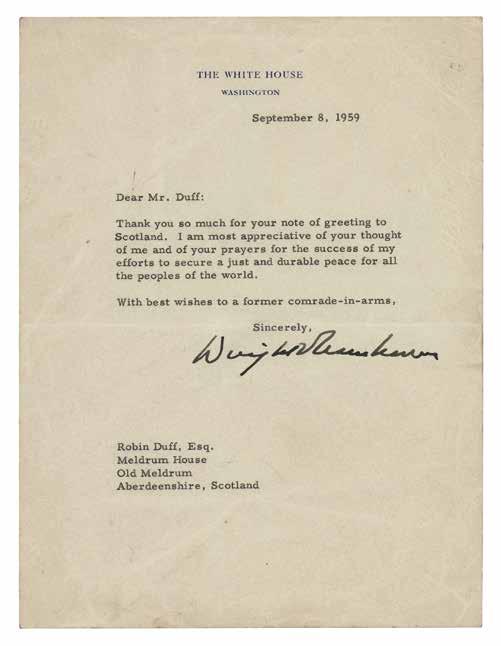 THE WHITE HOUSE
WASHINGTON
September 8, 1959
Dear Mr. Duff:
Thank you so much for your note of greeting to
Scotland. I am most appreciative of your thought
of me and of your prayers for the success of my
efforts to secure a just and durable peace for all
the peoples of the world.
With best wishes to a former comrade-in-arms,
Sincerely,
Dwight D Eisenhower
Robin Duff, Esq.
Meldrum House
Old Meldrum
Aberdeenshire, Scotland